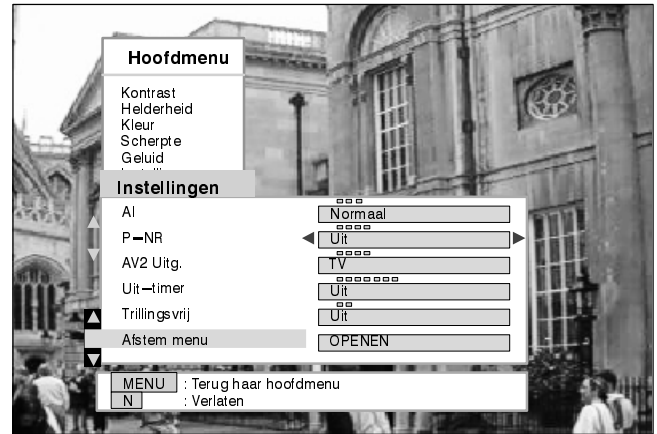 Hoofdmenu
Kontrast
Helderheid
Kleur
Scherpte
Geluid
Instellingen
AI Normaal
P-NR Uit
AV2 Uitg. TV
Uit-timer Uit
Trillingsvrij Uit
Afstem menu OPENEN
MENU : Terug haar hoofdmenu
N : Verlaten